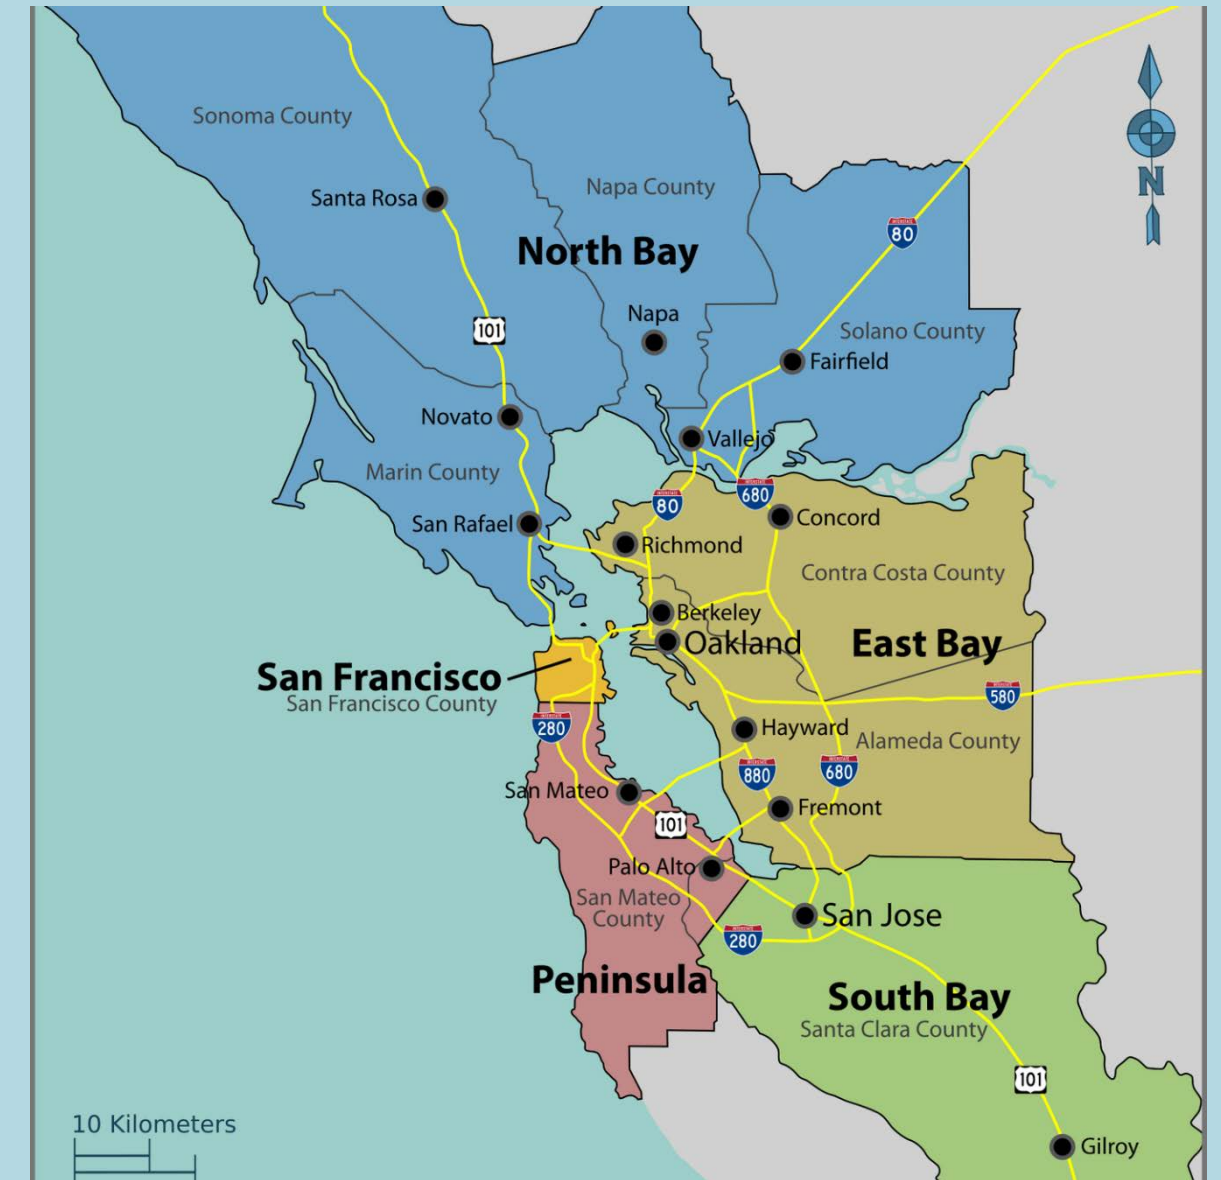 Sonoma County
Napa County
Santa Rosa
N
80
North Bay
Napa
101
Solano County
Fairfield
Novato
Vallejo
Marin County
680
80
San Rafael
Concord
Richmond
Contra Costa County
Berkeley
Oakland
East Bay
San Francisco
San Francisco County
580
280
Hayward
Alameda County
880
680
San Mateo
Fremont
101
Palo Alto
San Mateo
County
San Jose
280
Peninsula
South Bay
Santa Clara County
101
10 Kilometers
Gilroy